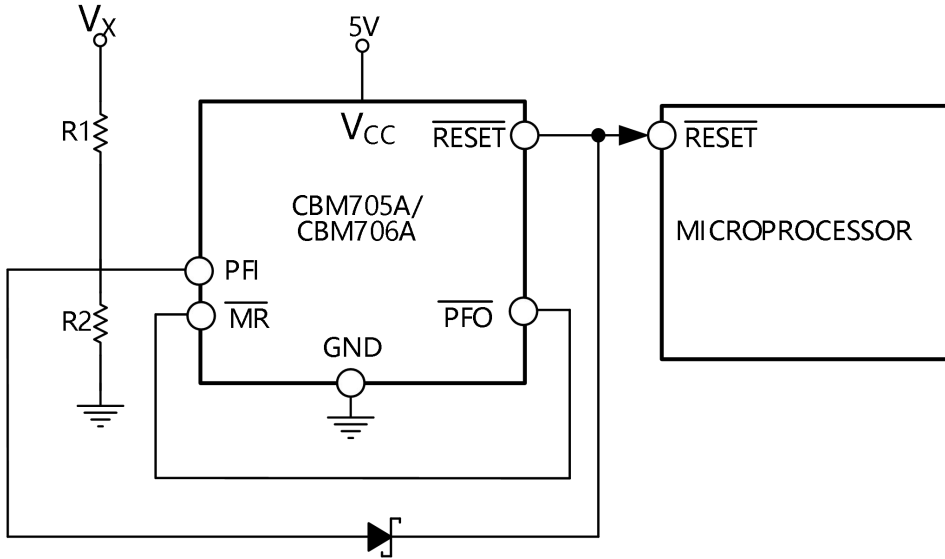 VX
5V
R1
VCC
RESET
RESET
CBM705A/
CBM706A
MICROPROCESSOR
PFI
R2
MR
PFO
GND